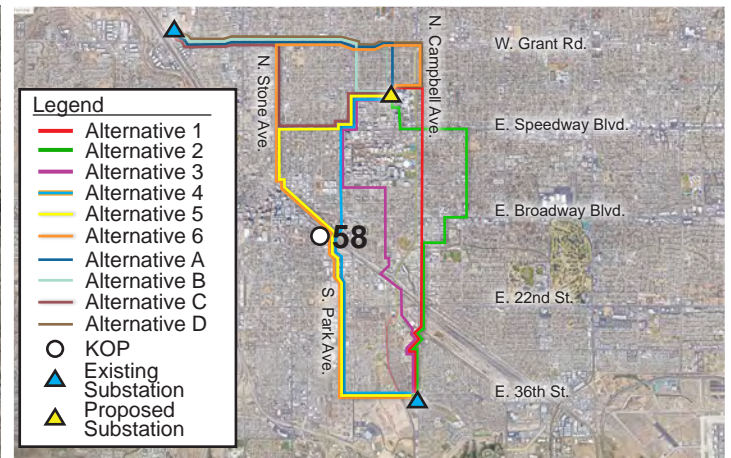 Legend
Alternative 1
Alternative 2
Alternative 3
Alternative 4
Alternative 5
Alternative 6
Alternative A
Alternative B
Alternative C
Alternative D
KOP
Existing
Substation
Proposed
Substation
N. Stone Ave.
N. Campbell Ave.
S. Park Ave.
58
W. Grant Rd.
E. Speedway Blvd.
E. Broadway Blvd.
E. 22nd St.
E. 36th St.